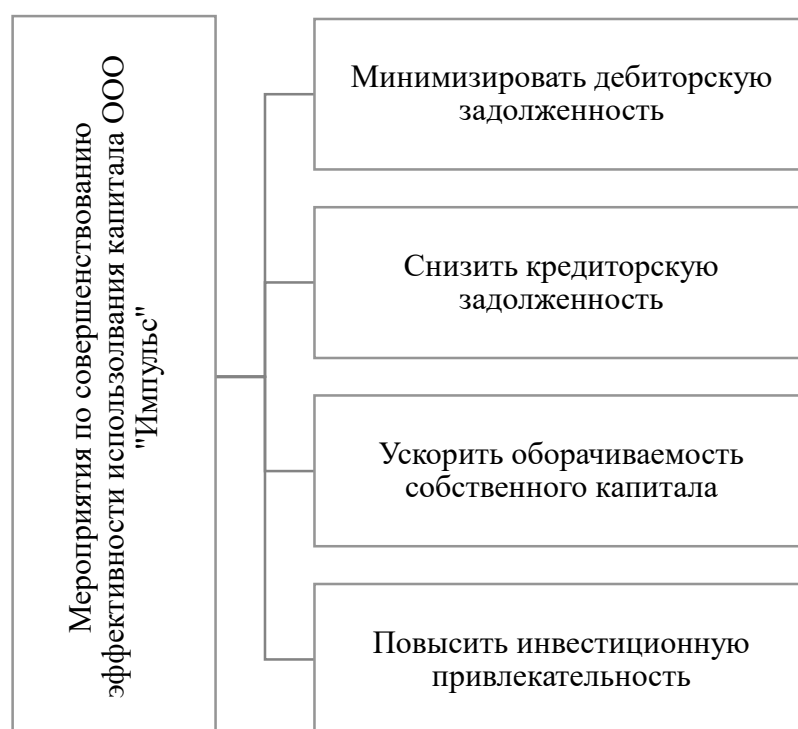 Мероприятия по совершенствованию
эффективности использолвания капитала ООО
"Импульс"
Минимизировать дебиторскую
задолженность
Снизить кредиторскую
задолженность
Ускорить оборачиваемость
собственного капитала
Повысить инвестиционную
привлекательность